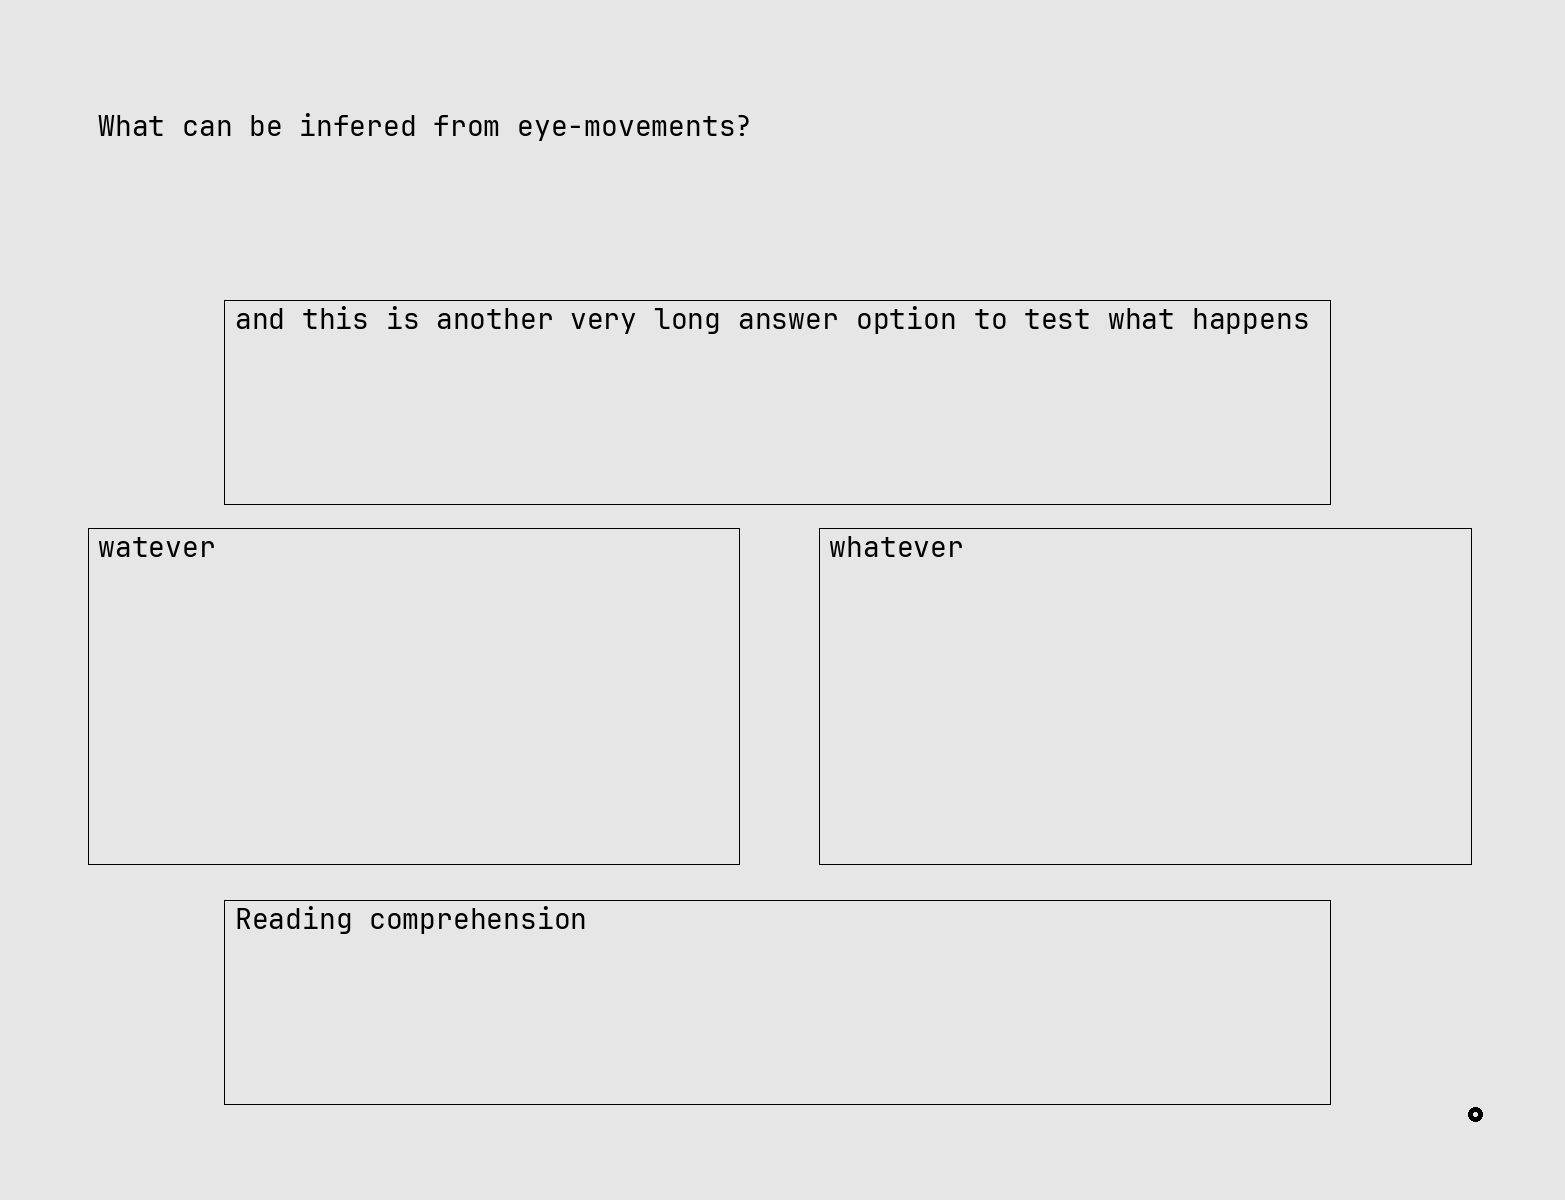 What can be infered from eye-movements?
and this is another very long answer option to test what happens
watever
whatever
Reading comprehension